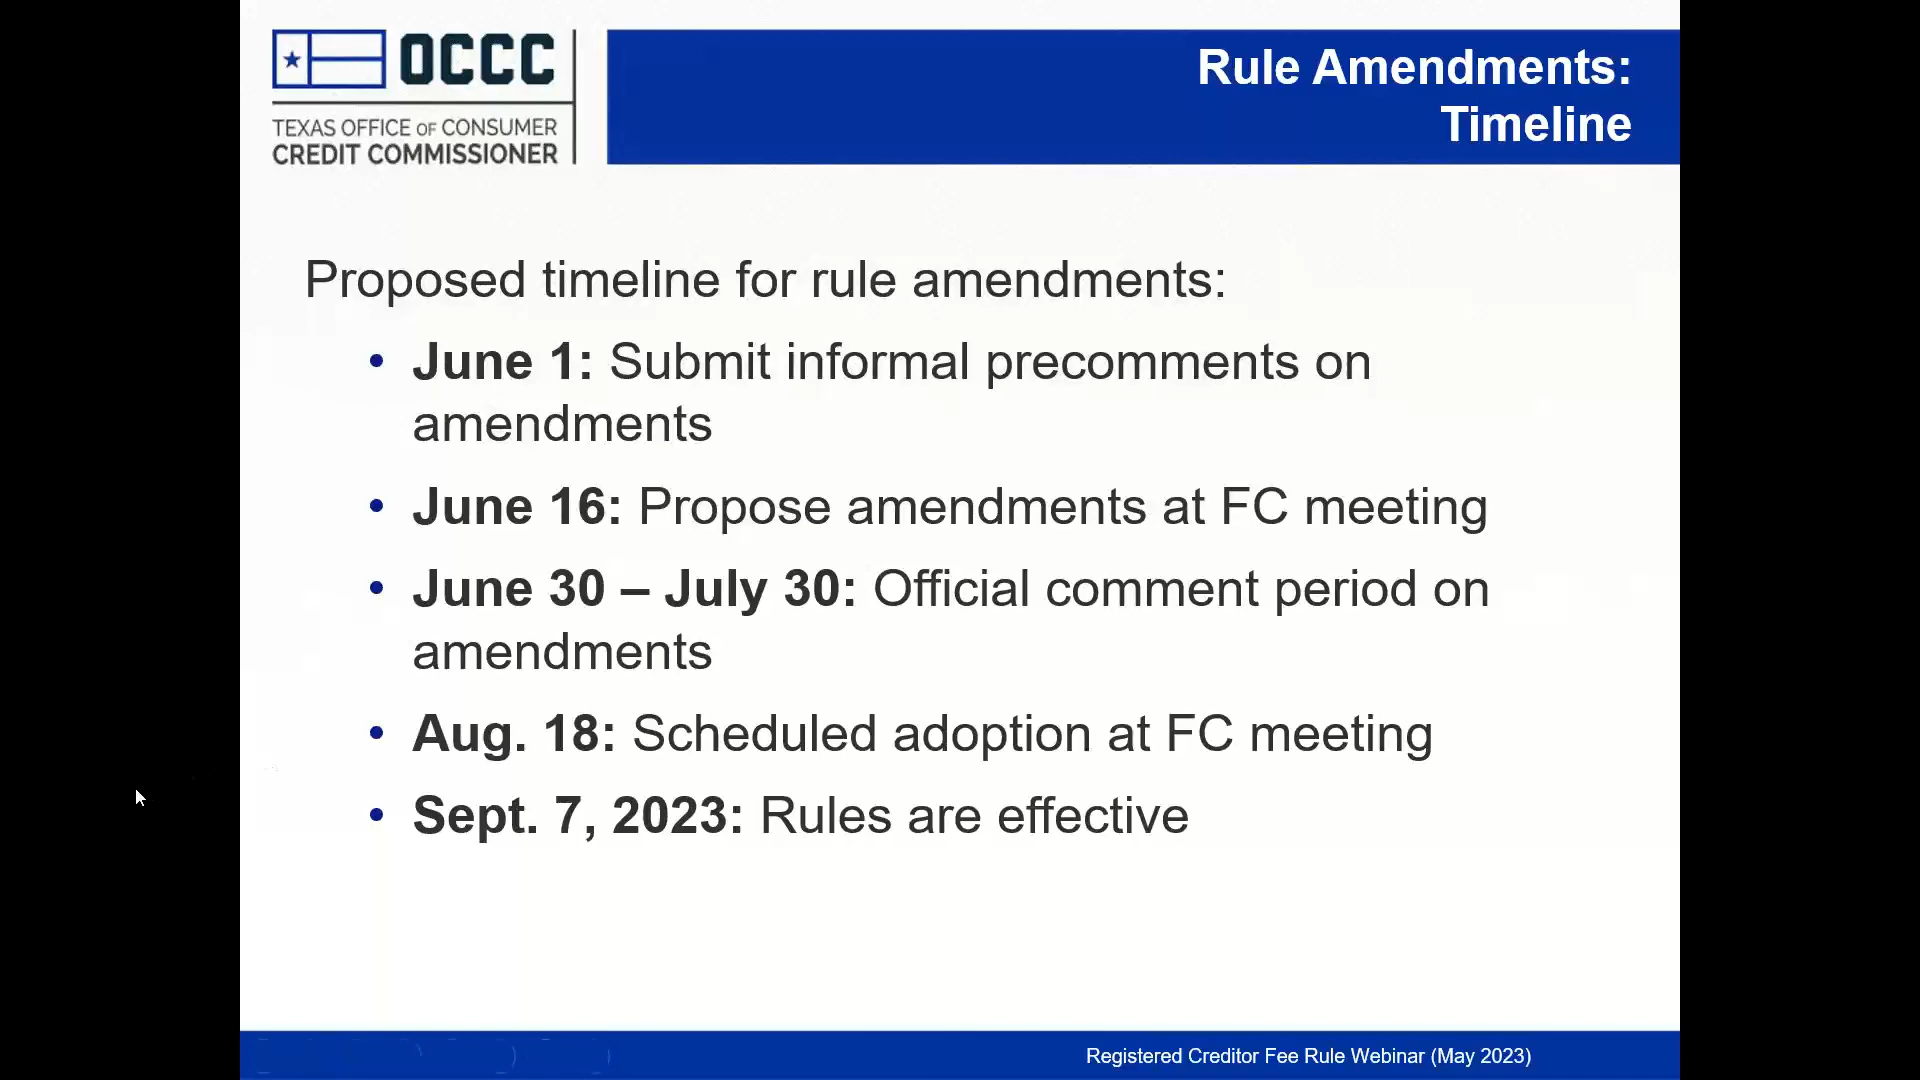 OCCC
TEXAS OFFICE OF CONSUMER
CREDIT COMMISSIONER
Rule Amendments:
Timeline
Proposed timeline for rule amendments:
• June 1: Submit informal precomments on
amendments
• June 16: Propose amendments at FC meeting
• June 30 – July 30: Official comment period on
amendments
• Aug. 18: Scheduled adoption at FC meeting
• Sept. 7, 2023: Rules are effective
Registered Creditor Fee Rule Webinar (May 2023)